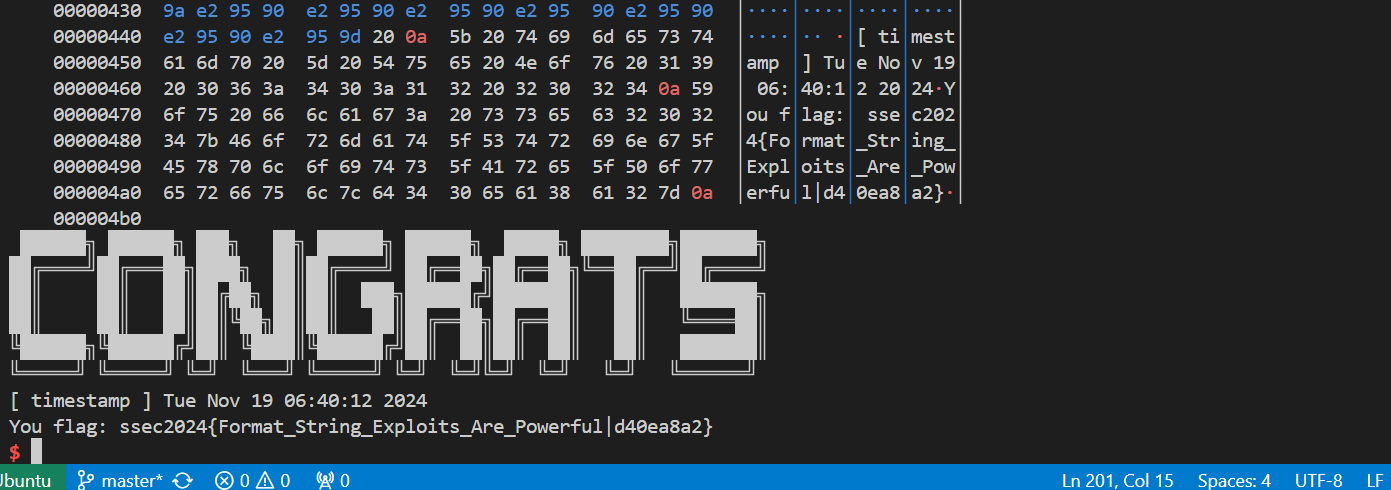 00000430  9a e2 95 90  e2 95 90 e2  95 90 e2 95  90 e2 95 90  │····│····│····│····│
00000440  e2 95 90 e2  95 9d 20 0a  5b 20 74 69  6d 65 73 74  │····│·· ·│[ ti│mest│
00000450  61 6d 70 20  5d 20 54 75  65 20 4e 6f  76 20 31 39  │amp │] Tu│e No│v 19│
00000460  20 30 36 3a  34 30 3a 31  32 20 32 30  32 34 0a 59  │ 06:│40:1│2 20│24·Y│
00000470  6f 75 20 66  6c 61 67 3a  20 73 73 65  63 32 30 32  │ou f│lag:│ sse│c202│
00000480  34 7b 46 6f  72 6d 61 74  5f 53 74 72  69 6e 67 5f  │4{Fo│rmat│_Str│ing_│
00000490  45 78 70 6c  6f 69 74 73  5f 41 72 65  5f 50 6f 77  │Expl│oits│_Are│_Pow│
000004a0  65 72 66 75  6c 7c 64 34  30 65 61 38  61 32 7d 0a  │erfu│l|d4│0ea8│a2}·│
000004b0
CONGRATS
[ timestamp ] Tue Nov 19 06:40:12 2024
You flag: ssec2024{Format_String_Exploits_Are_Powerful|d40ea8a2}
$
Ubuntu master* 0 0 0 Ln 201, Col 15 Spaces: 4 UTF-8 LF